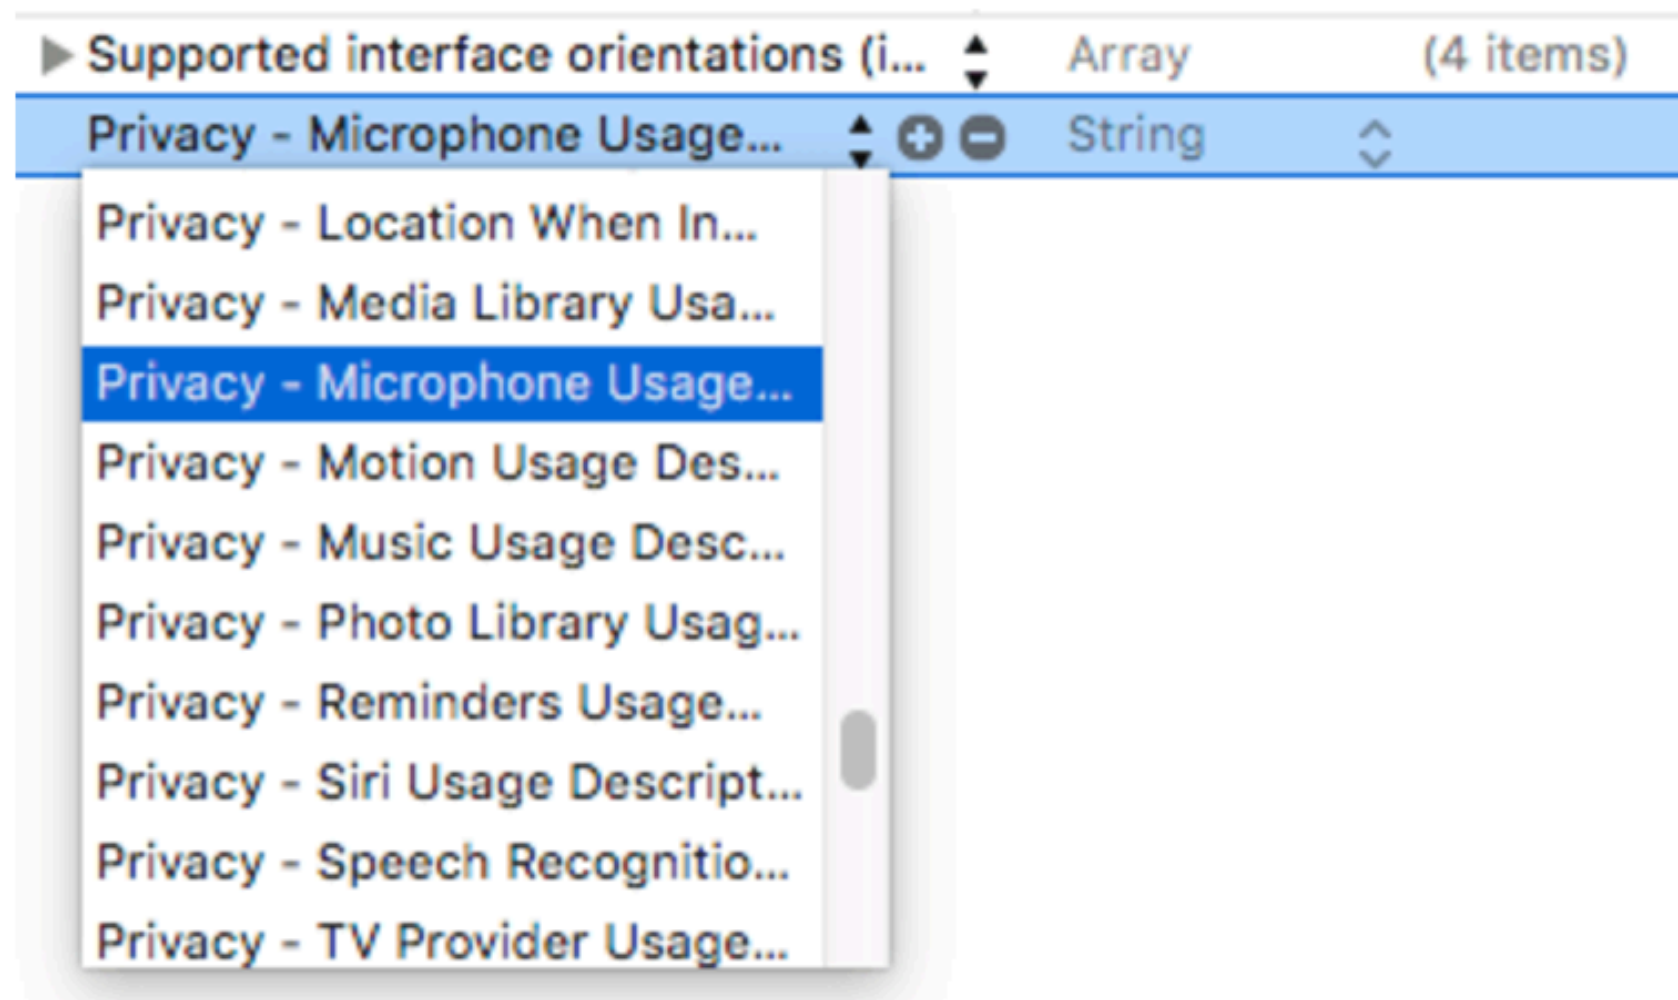 Supported interface orientations (i... Array (4 items)
Privacy - Microphone Usage... String
Privacy - Location When In...
Privacy - Media Library Usa...
Privacy - Microphone Usage...
Privacy - Motion Usage Des...
Privacy - Music Usage Desc...
Privacy - Photo Library Usag...
Privacy - Reminders Usage...
Privacy - Siri Usage Descript...
Privacy - Speech Recognitio...
Privacy - TV Provider Usage...